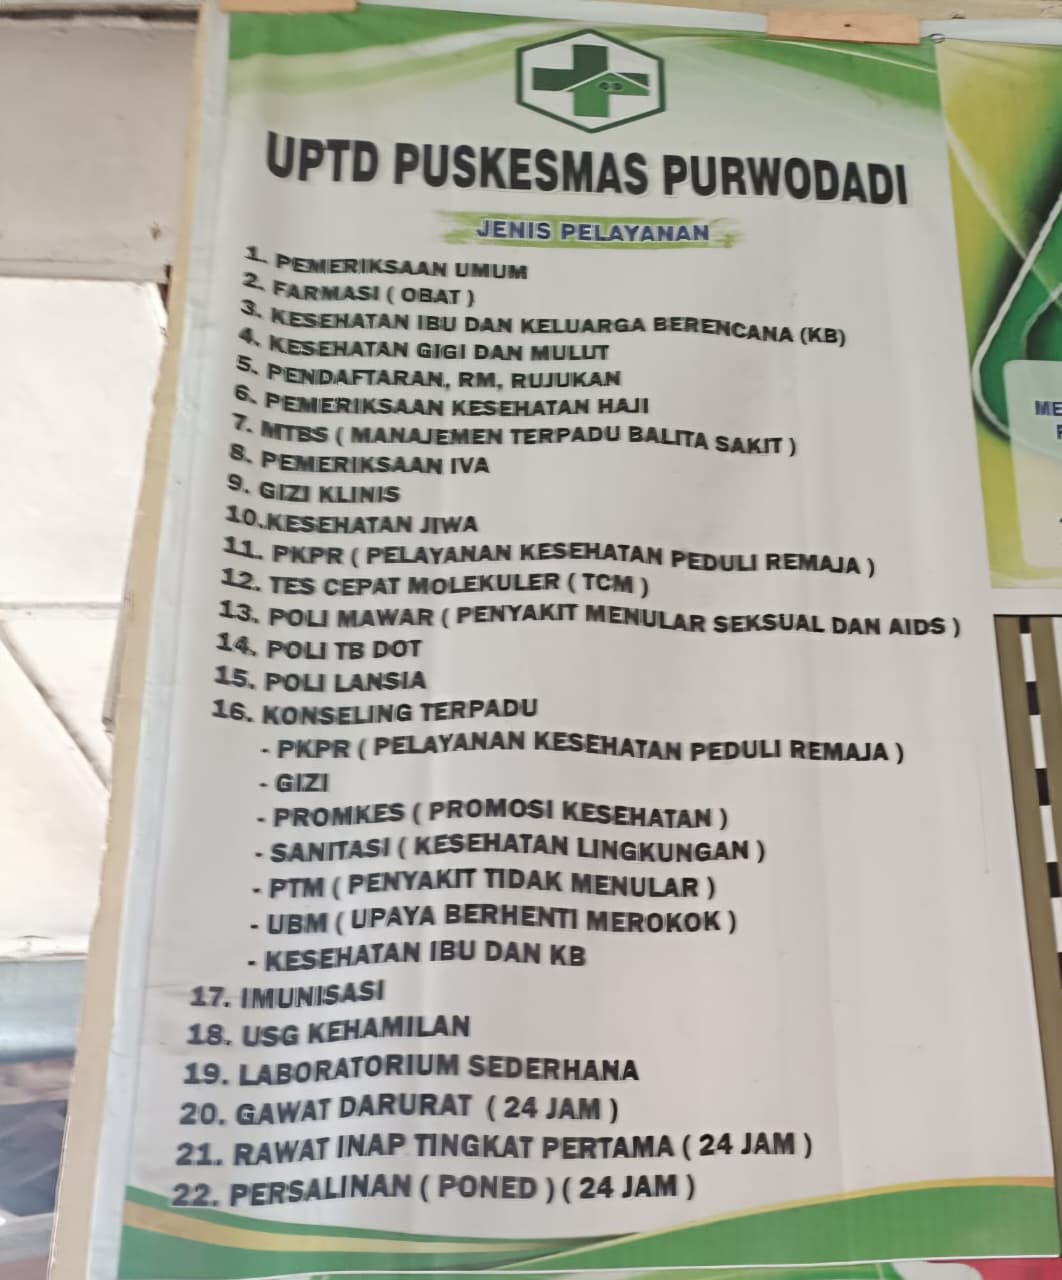 UPTD PUSKESMAS PURWODADI
JENIS PELAYANAN
1. PEMERIKSAAN UMUM
2. FARMASI ( OBAT )
3. KESEHATAN IBU DAN KELUARGA BERENCANA (KB)
4. KESEHATAN GIGI DAN MULUT
5. PENDAFTARAN, RM, RUJUKAN
6. PEMERIKSAAN KESEHATAN HAJI
7. MTBS ( MANAJEMEN TERPADU BALITA SAKIT )
8. PEMERIKSAAN IVA
9. GIZI KLINIS
10.KESEHATAN JIWA
11. PKPR ( PELAYANAN KESEHATAN PEDULI REMAJA )
12. TES CEPAT MOLEKULER ( TCM )
13. POLI MAWAR ( PENYAKIT MENULAR SEKSUAL DAN AIDS )
14. POLI TB DOT
15. POLI LANSIA
16. KONSELING TERPADU
- PKPR ( PELAYANAN KESEHATAN PEDULI REMAJA )
- GIZI
- PROMKES ( PROMOSI KESEHATAN )
- SANITASI ( KESEHATAN LINGKUNGAN )
- PTM ( PENYAKIT TIDAK MENULAR )
- UBM ( UPAYA BERHENTI MEROKOK )
- KESEHATAN IBU DAN KB
17. IMUNISASI
18. USG KEHAMILAN
19. LABORATORIUM SEDERHANA
20. GAWAT DARURAT ( 24 JAM )
21. RAWAT INAP TINGKAT PERTAMA ( 24 JAM )
22. PERSALINAN ( PONED ) ( 24 JAM )